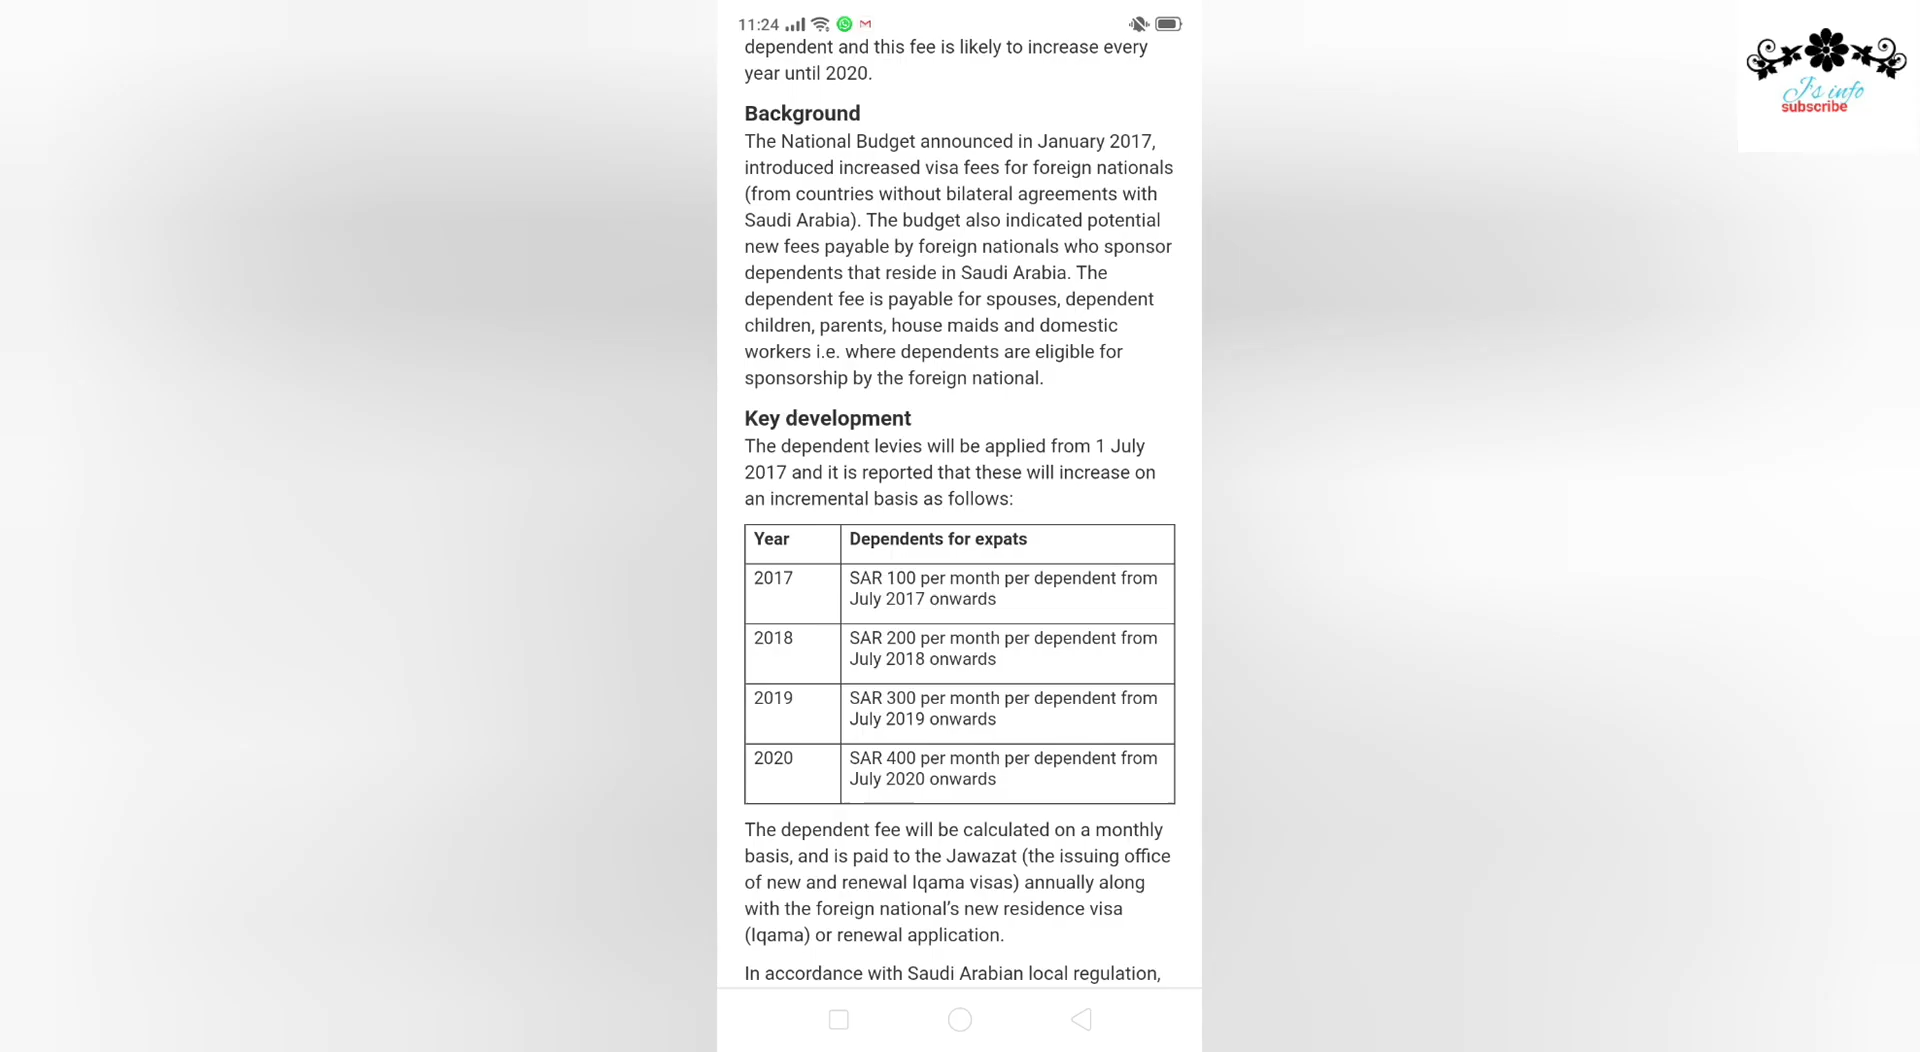 11:24
dependent and this fee is likely to increase every
year until 2020.
Background
The National Budget announced in January 2017,
introduced increased visa fees for foreign nationals
(from countries without bilateral agreements with
Saudi Arabia). The budget also indicated potential
new fees payable by foreign nationals who sponsor
dependents that reside in Saudi Arabia. The
dependent fee is payable for spouses, dependent
children, parents, house maids and domestic
workers i.e. where dependents are eligible for
sponsorship by the foreign national.
Key development
The dependent levies will be applied from 1 July
2017 and it is reported that these will increase on
an incremental basis as follows:
Year Dependents for expats
2017 SAR 100 per month per dependent from
July 2017 onwards
2018 SAR 200 per month per dependent from
July 2018 onwards
2019 SAR 300 per month per dependent from
July 2019 onwards
2020 SAR 400 per month per dependent from
July 2020 onwards
The dependent fee will be calculated on a monthly
basis, and is paid to the Jawazat (the issuing office
of new and renewal Iqama visas) annually along
with the foreign national’s new residence visa
(Iqama) or renewal application.
In accordance with Saudi Arabian local regulation,
J's info
subscribe